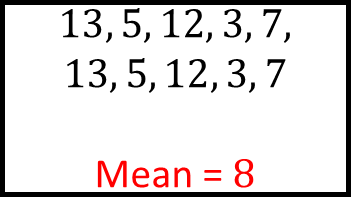 13, 5, 12, 3, 7,
13, 5, 12, 3, 7
Mean = 8